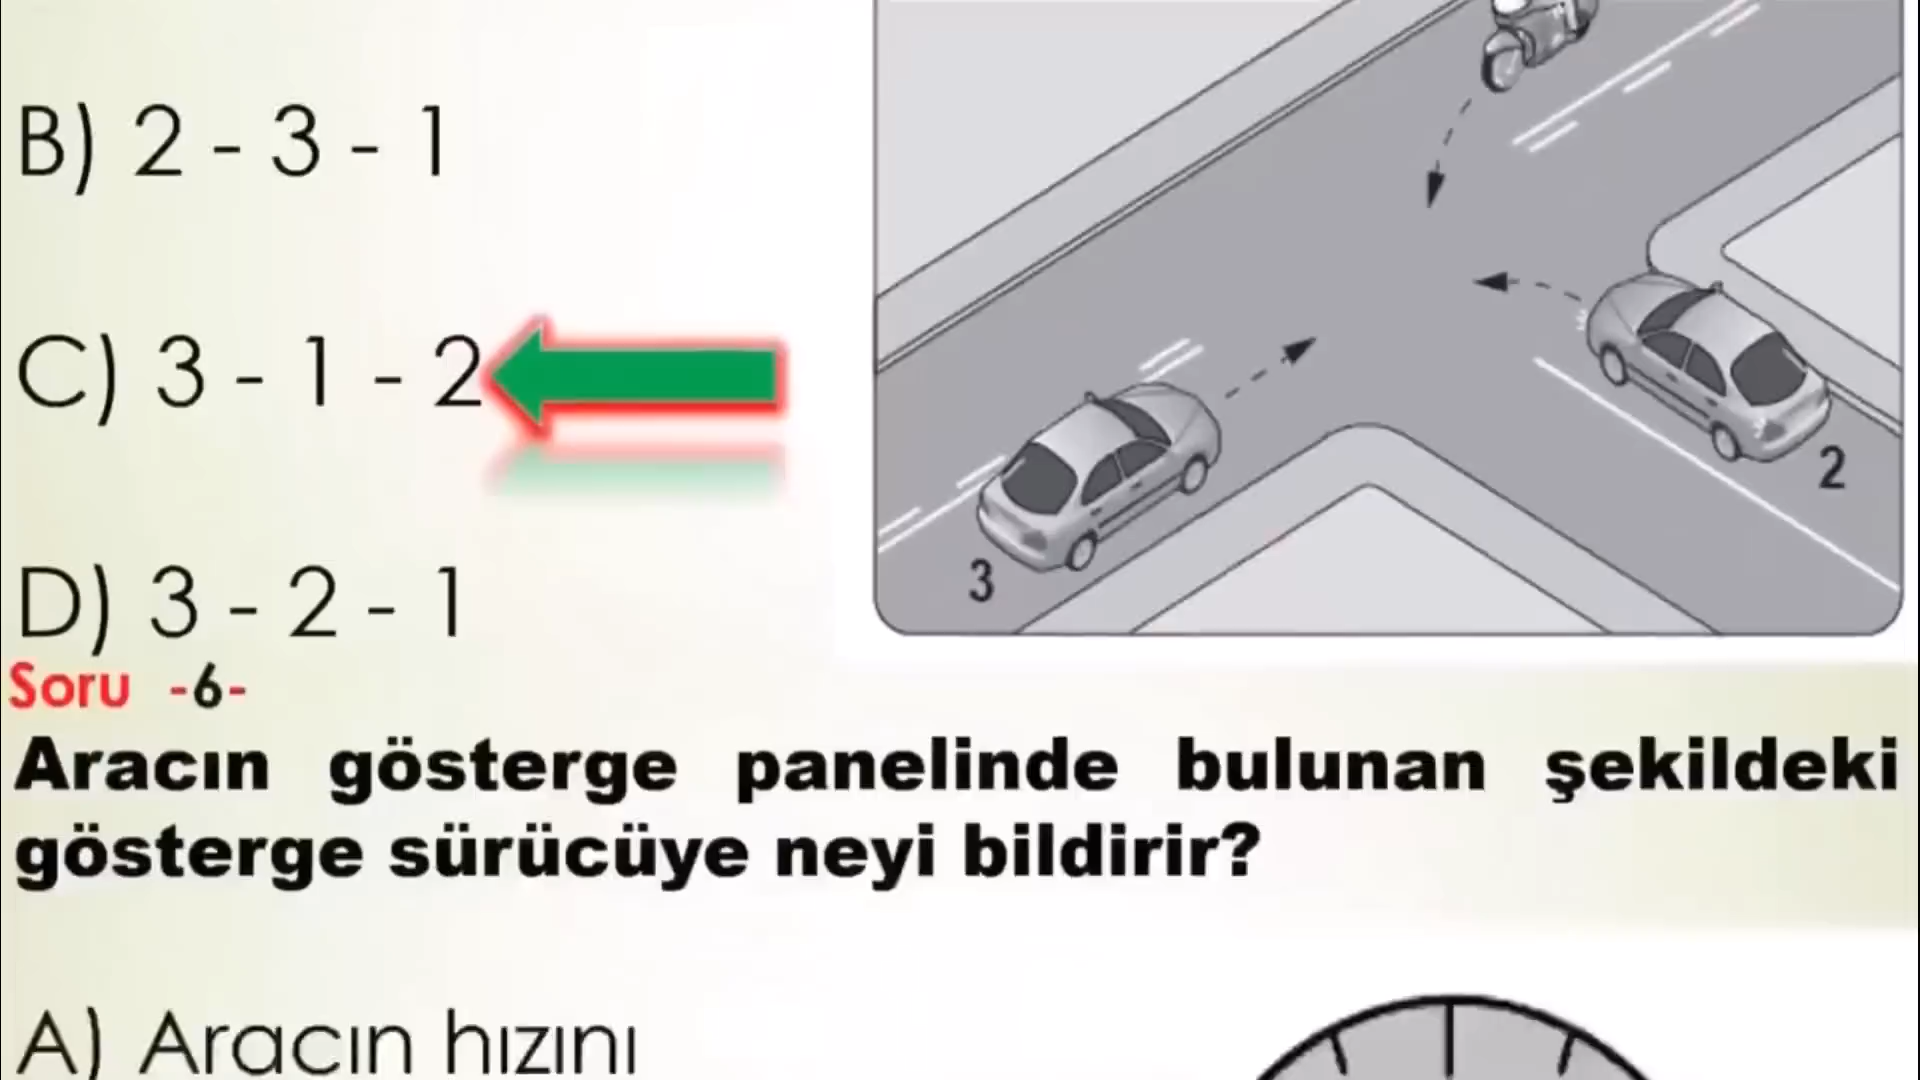 B) 2 - 3 - 1
C) 3 - 1 - 2
D) 3 - 2 - 1
2
3
Soru -6-
Aracın gösterge panelinde bulunan şekildeki
gösterge sürücüye neyi bildirir?
A) Aracın hızını